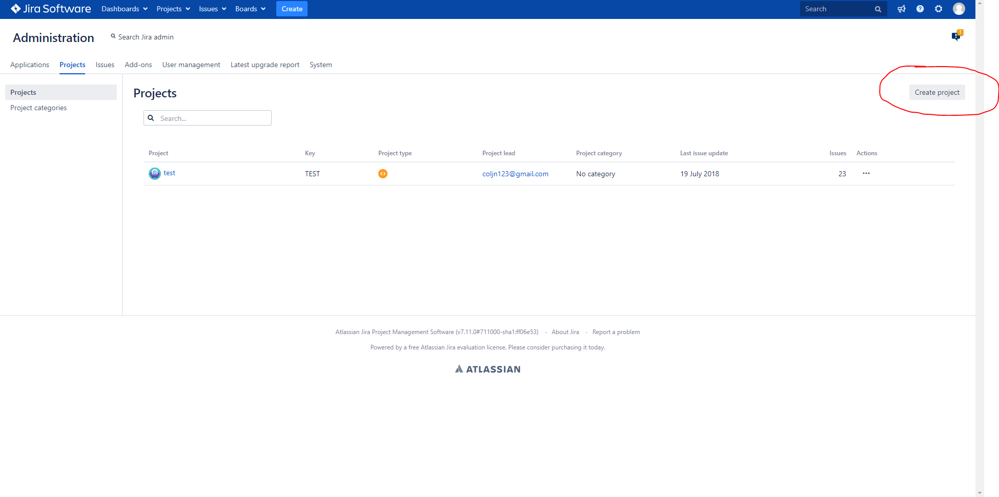 Jira Software Dashboards Projects Issues Boards Create Search
Administration Search Jira admin 1
Applications Projects Issues Add-ons User management Latest upgrade report System
Projects
Project categories
Projects Create project
Search...
Project Key Project type Project lead Project category Last issue update Issues Actions
test TEST coljn123@gmail.com No category 19 July 2018 23 ···
Atlassian Jira Project Management Software (v7.11.0#711000-sha1:ff06e53) · About Jira · Report a problem
Powered by a free Atlassian Jira evaluation license. Please consider purchasing it today.
ATLASSIAN